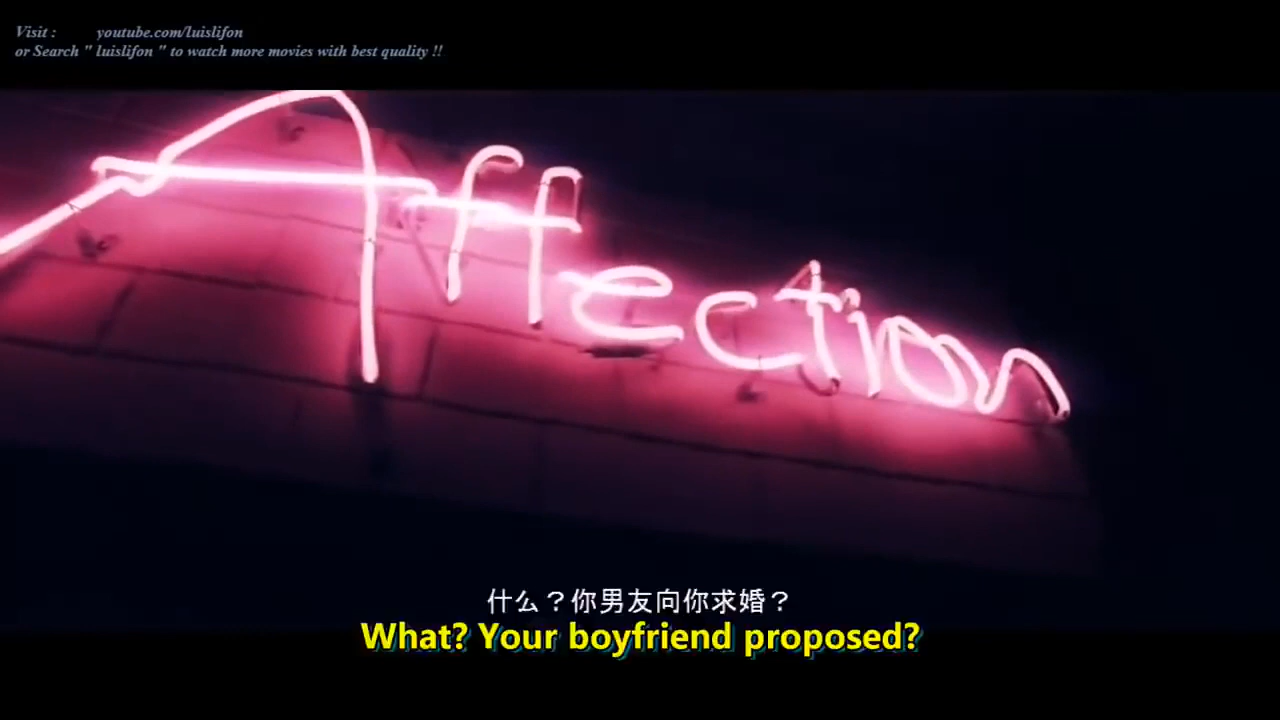 Visit : youtube.com/luislifon
or Search " luislifon " to watch more movies with best quality !!
Affection
什么？你男友向你求婚？
What? Your boyfriend proposed?